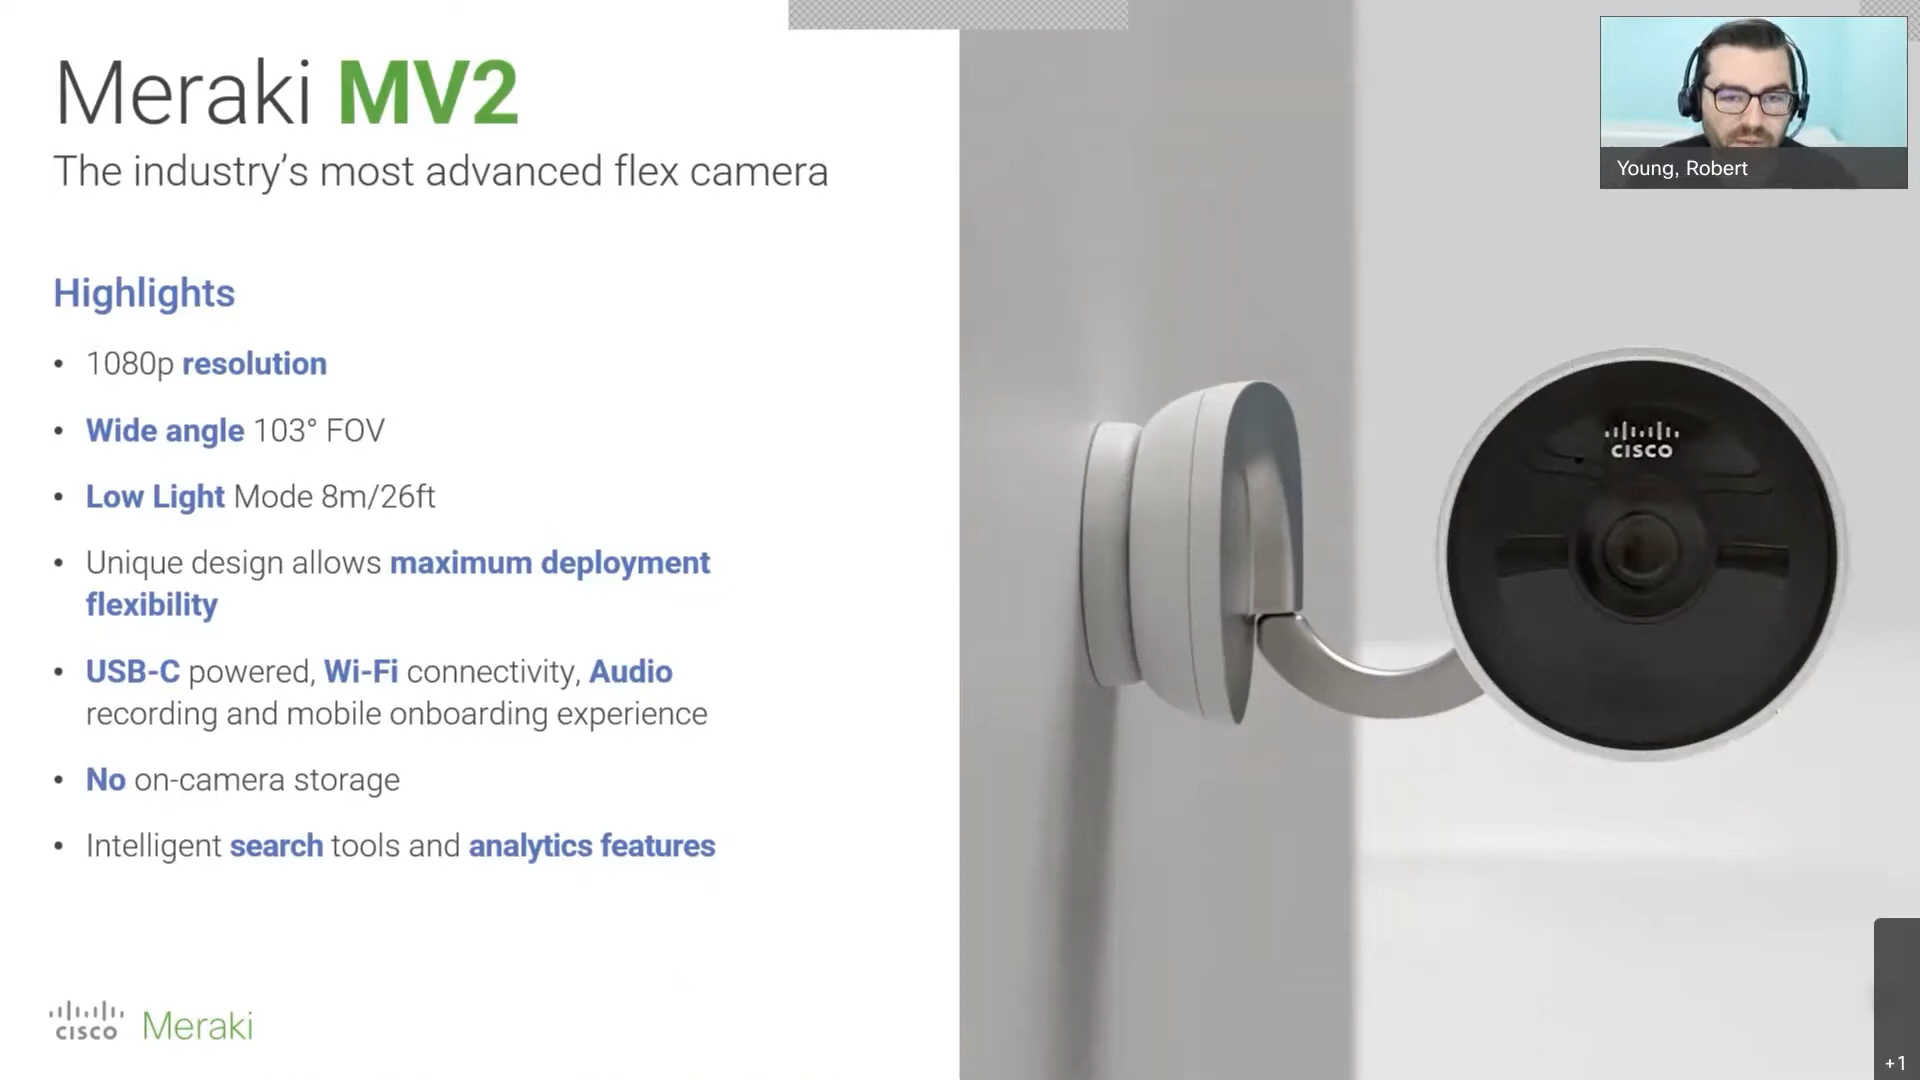 Meraki MV2
The industry’s most advanced flex camera
Highlights
• 1080p resolution
• Wide angle 103° FOV
• Low Light Mode 8m/26ft
• Unique design allows maximum deployment
flexibility
• USB-C powered, Wi-Fi connectivity, Audio
recording and mobile onboarding experience
• No on-camera storage
• Intelligent search tools and analytics features
CISCO Meraki
CISCO
Young, Robert
+1